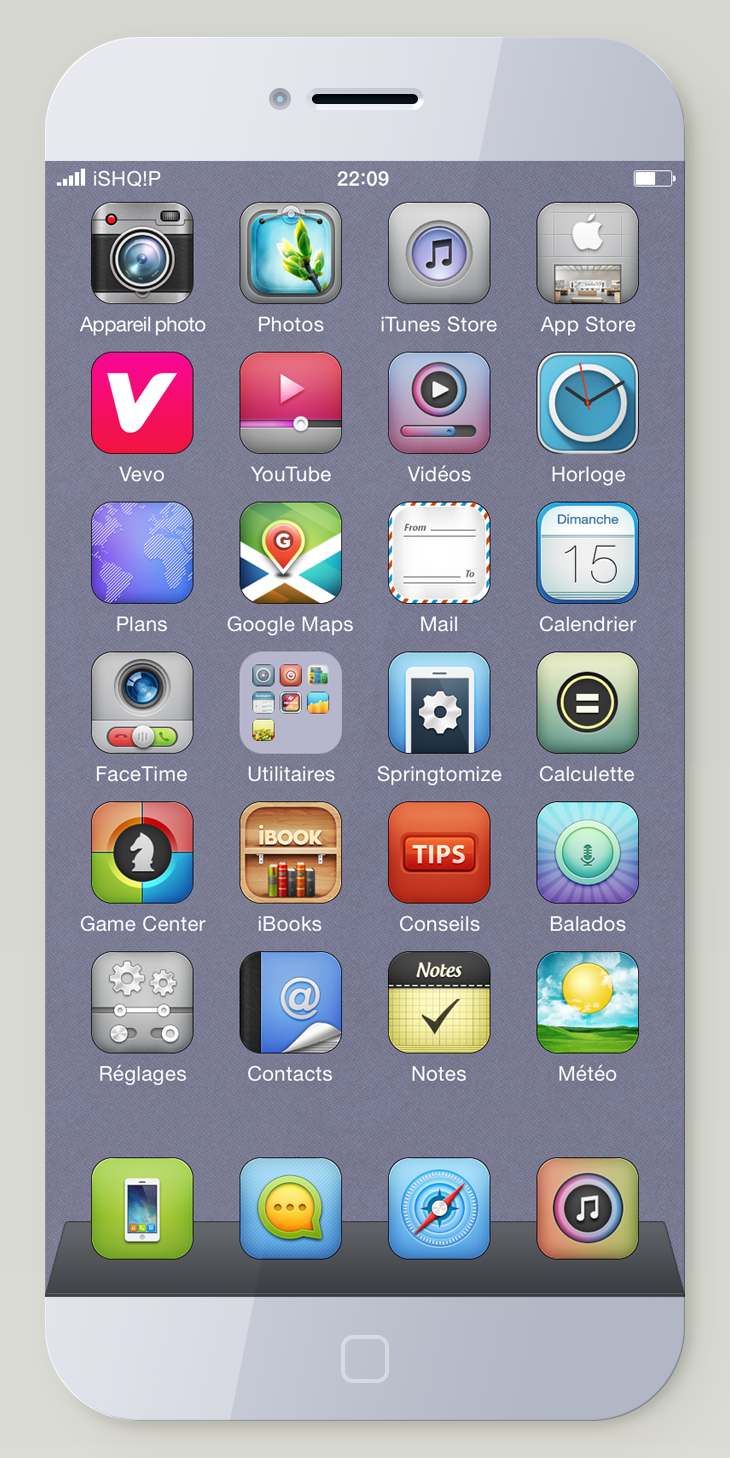 iSHQ!P 22:09
Appareil photo Photos iTunes Store App Store
V
Vevo YouTube Vidéos Horloge
G From To Dimanche 15
Plans Google Maps Mail Calendrier
FaceTime Utilitaires Springtomize Calculette
iBOOK TIPS
Game Center iBooks Conseils Balados
@ Notes
Réglages Contacts Notes Météo